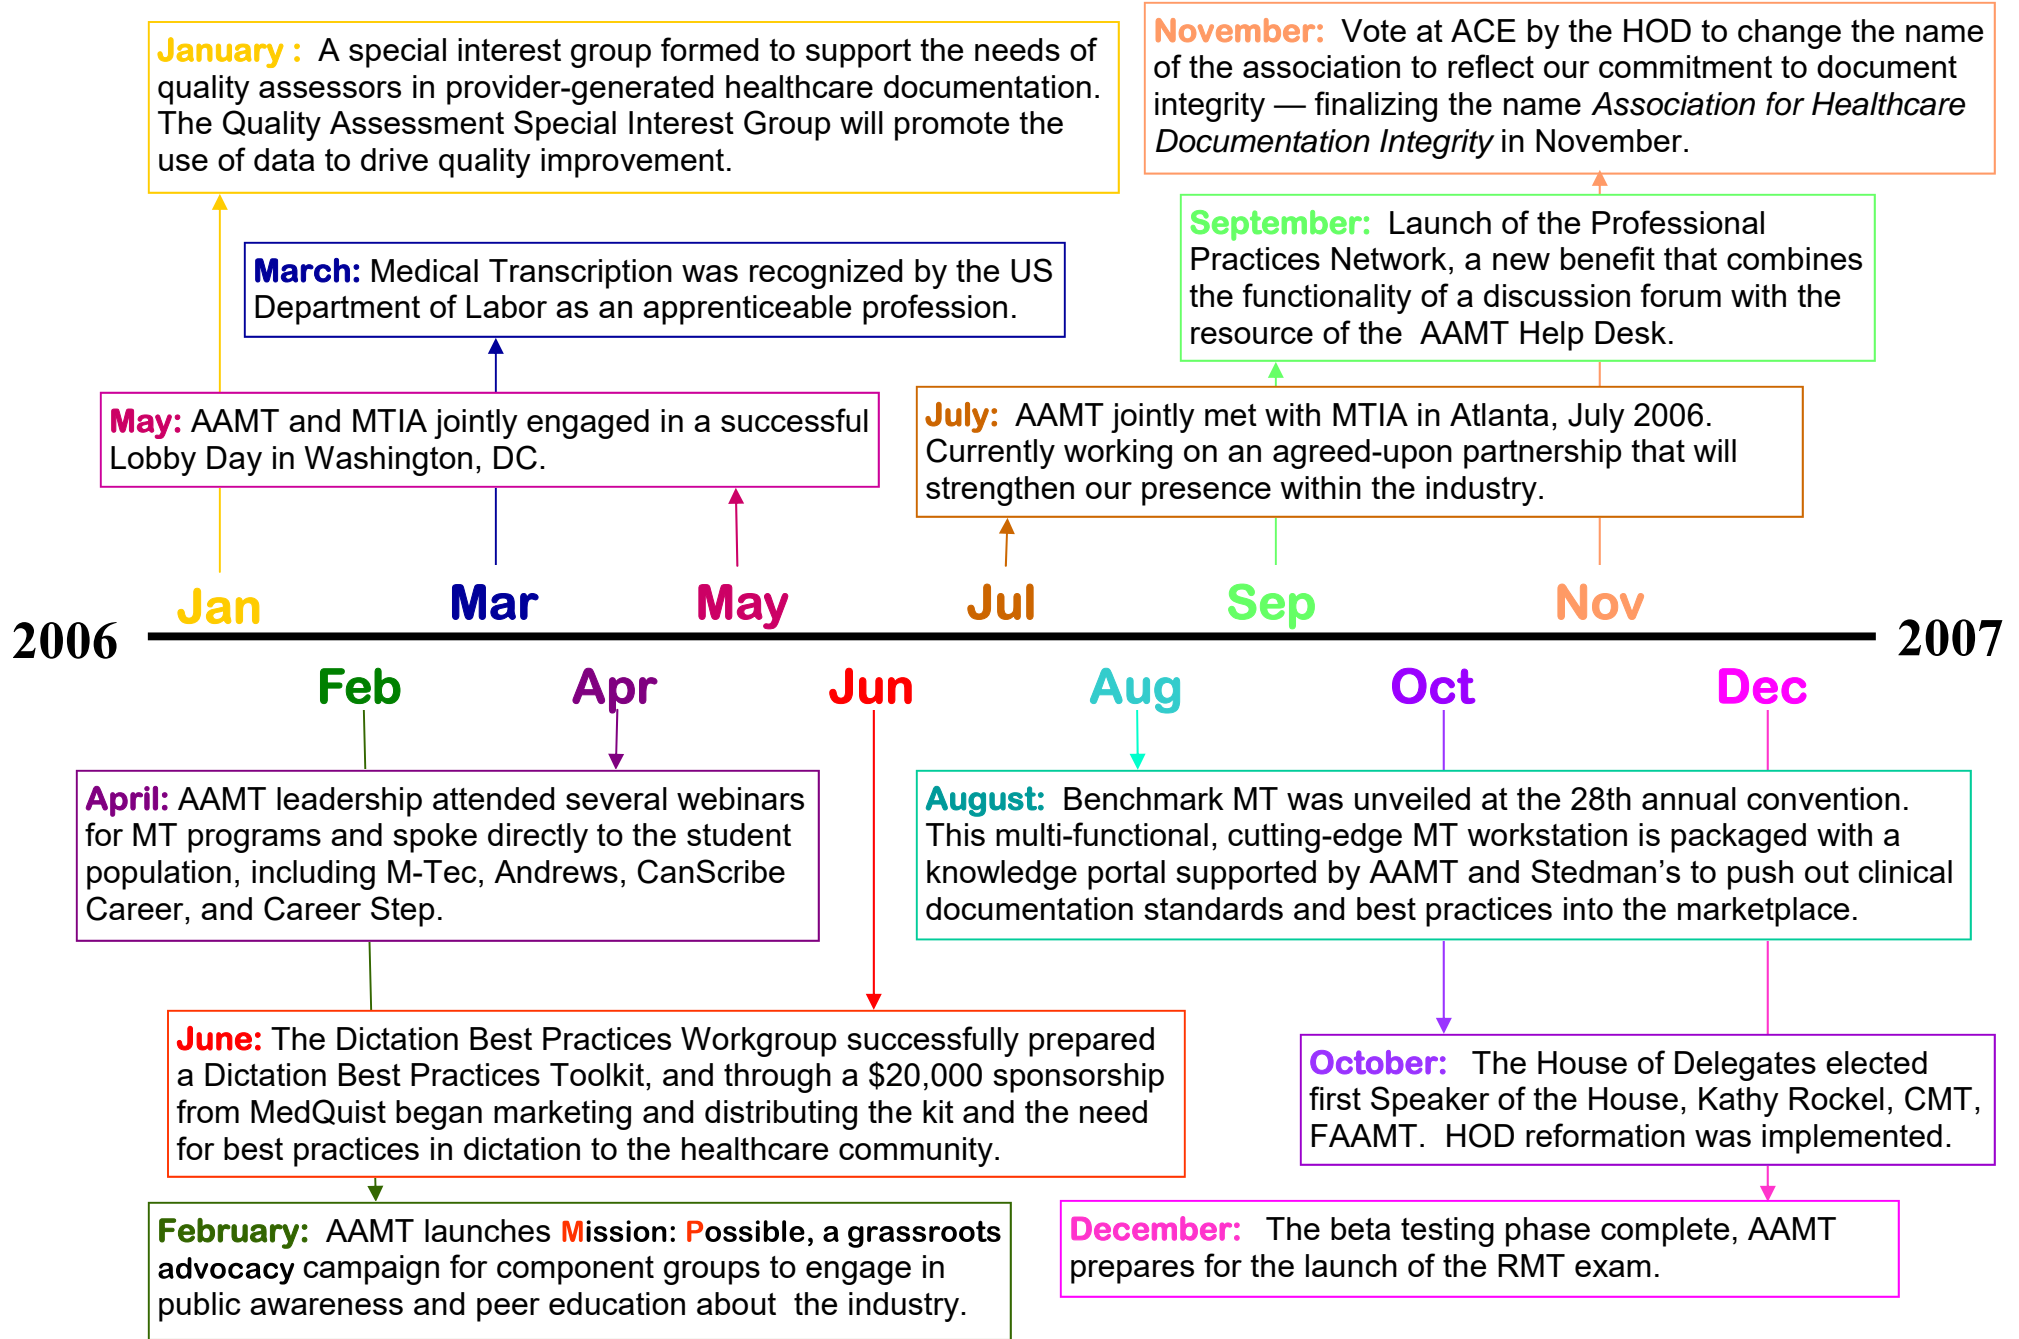 January :  A special interest group formed to support the needs of
quality assessors in provider-generated healthcare documentation.
The Quality Assessment Special Interest Group will promote the
use of data to drive quality improvement.
November:  Vote at ACE by the HOD to change the name
of the association to reflect our commitment to document
integrity — finalizing the name Association for Healthcare
Documentation Integrity in November.
March: Medical Transcription was recognized by the US
Department of Labor as an apprenticeable profession.
September:  Launch of the Professional
Practices Network, a new benefit that combines
the functionality of a discussion forum with the
resource of the  AAMT Help Desk.
May: AAMT and MTIA jointly engaged in a successful
Lobby Day in Washington, DC.
July:  AAMT jointly met with MTIA in Atlanta, July 2006.
Currently working on an agreed-upon partnership that will
strengthen our presence within the industry.
Jan Mar May Jul Sep Nov
2006 2007
Feb Apr Jun Aug Oct Dec
April: AAMT leadership attended several webinars
for MT programs and spoke directly to the student
population, including M-Tec, Andrews, CanScribe
Career, and Career Step.
August:  Benchmark MT was unveiled at the 28th annual convention.
This multi-functional, cutting-edge MT workstation is packaged with a
knowledge portal supported by AAMT and Stedman’s to push out clinical
documentation standards and best practices into the marketplace.
June: The Dictation Best Practices Workgroup successfully prepared
a Dictation Best Practices Toolkit, and through a $20,000 sponsorship
from MedQuist began marketing and distributing the kit and the need
for best practices in dictation to the healthcare community.
October:   The House of Delegates elected
first Speaker of the House, Kathy Rockel, CMT,
FAAMT.  HOD reformation was implemented.
February:  AAMT launches Mission: Possible, a grassroots
advocacy campaign for component groups to engage in
public awareness and peer education about  the industry.
December:   The beta testing phase complete, AAMT
prepares for the launch of the RMT exam.